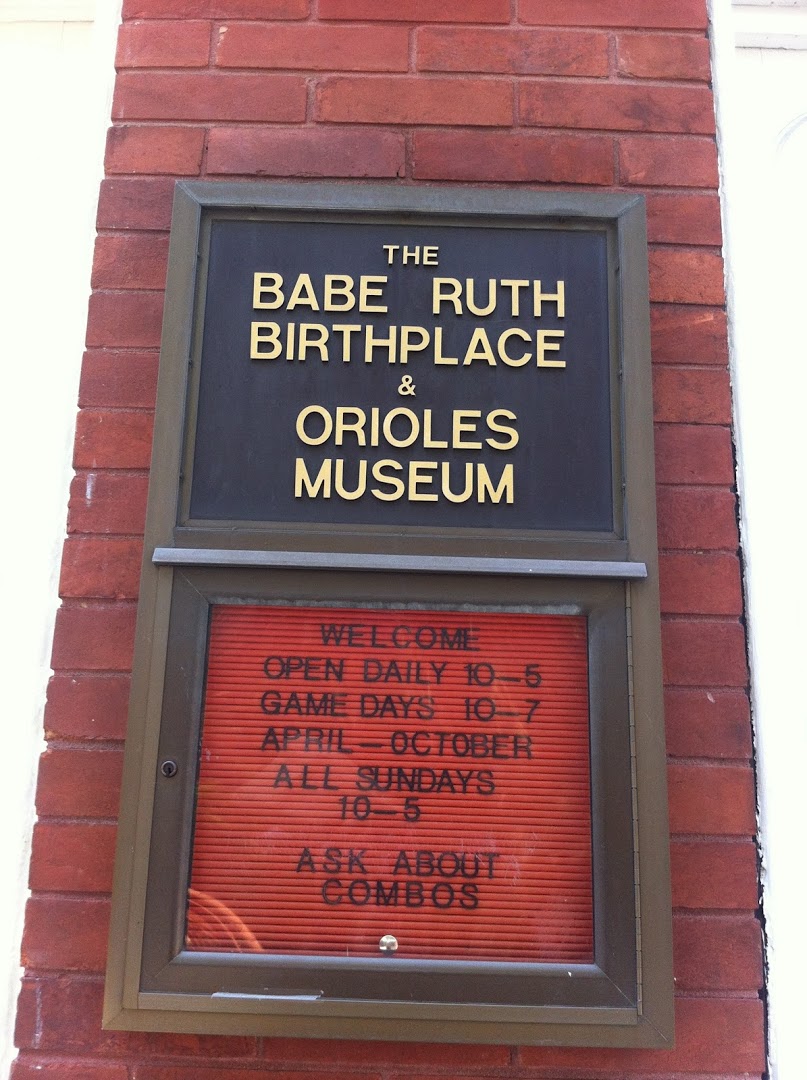 THE
BABE RUTH
BIRTHPLACE
&
ORIOLES
MUSEUM
WELCOME
OPEN DAILY 10-5
GAME DAYS 10-7
APRIL-OCTOBER
ALL SUNDAYS
10-5
ASK ABOUT
COMBOS